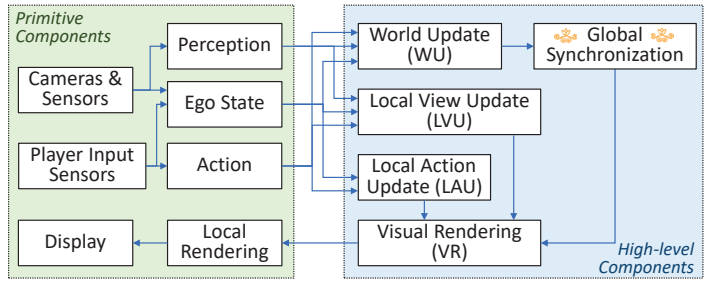 Primitive
Components
Cameras &
Sensors
Player Input
Sensors
Display
Perception
Ego State
Action
Local
Rendering
World Update
(WU)
Global
Synchronization
Local View Update
(LVU)
Local Action
Update (LAU)
Visual Rendering
(VR)
High-level
Components